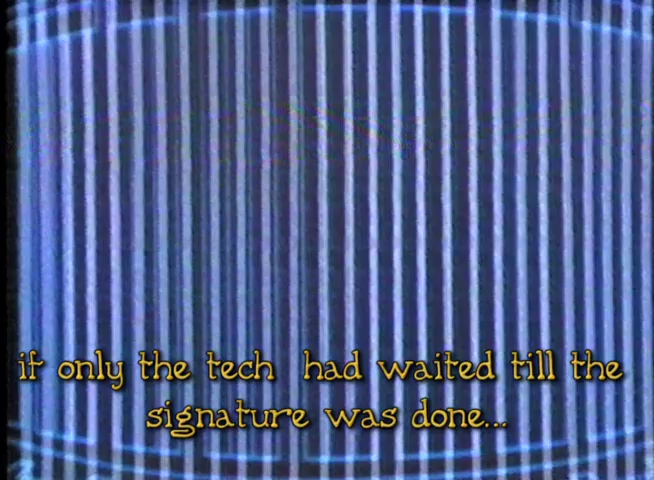 if only the tech had waited till the
signature was done...